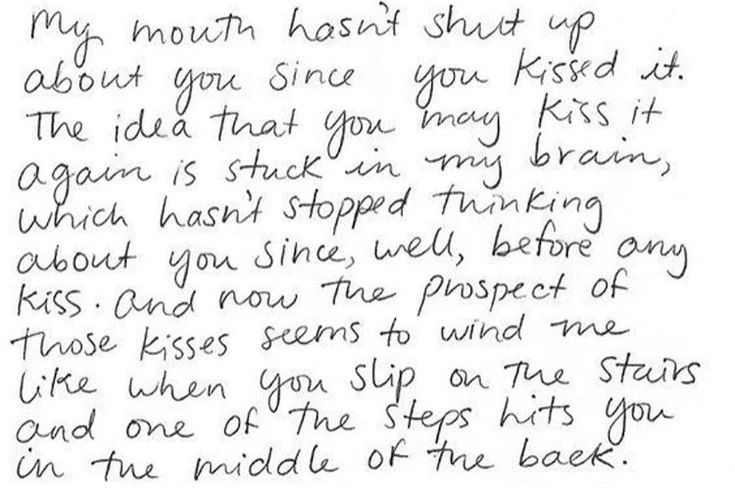 My mouth hasn't shut up
about you since you kissed it.
The idea that you may kiss it
again is stuck in my brain,
which hasn't stopped thinking
about you since, well, before any
kiss. And now the prospect of
those kisses seems to wind me
like when you slip on the stairs
and one of the steps hits you
in the middle of the back.